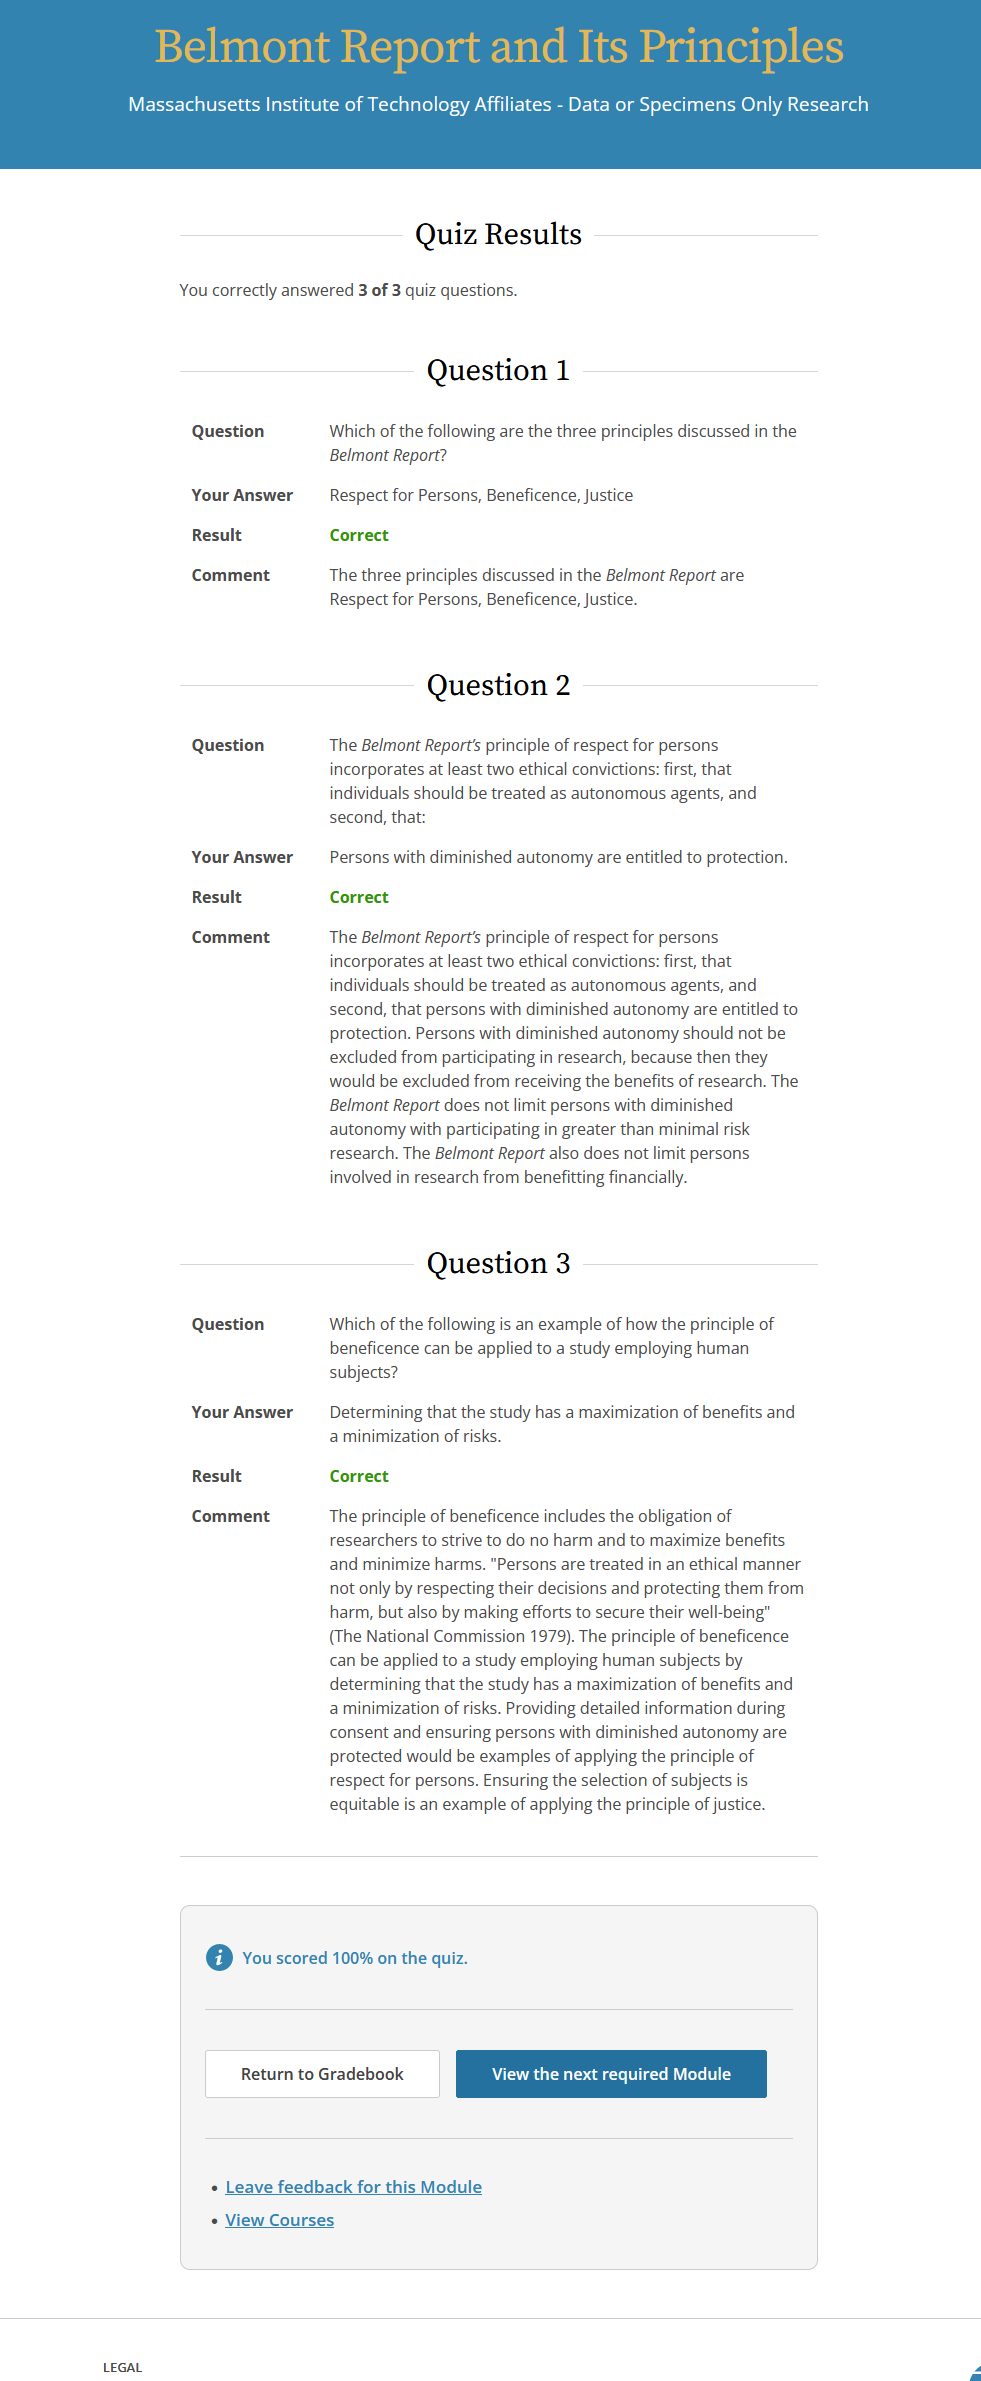 Belmont Report and Its Principles
Massachusetts Institute of Technology Affiliates - Data or Specimens Only Research
Quiz Results
You correctly answered 3 of 3 quiz questions.
Question 1
Question
Which of the following are the three principles discussed in the
Belmont Report?
Your Answer
Respect for Persons, Beneficence, Justice
Result
Correct
Comment
The three principles discussed in the Belmont Report are
Respect for Persons, Beneficence, Justice.
Question 2
Question
The Belmont Report’s principle of respect for persons
incorporates at least two ethical convictions: first, that
individuals should be treated as autonomous agents, and
second, that:
Your Answer
Persons with diminished autonomy are entitled to protection.
Result
Correct
Comment
The Belmont Report’s principle of respect for persons
incorporates at least two ethical convictions: first, that
individuals should be treated as autonomous agents, and
second, that persons with diminished autonomy are entitled to
protection. Persons with diminished autonomy should not be
excluded from participating in research, because then they
would be excluded from receiving the benefits of research. The
Belmont Report does not limit persons with diminished
autonomy with participating in greater than minimal risk
research. The Belmont Report also does not limit persons
involved in research from benefitting financially.
Question 3
Question
Which of the following is an example of how the principle of
beneficence can be applied to a study employing human
subjects?
Your Answer
Determining that the study has a maximization of benefits and
a minimization of risks.
Result
Correct
Comment
The principle of beneficence includes the obligation of
researchers to strive to do no harm and to maximize benefits
and minimize harms. "Persons are treated in an ethical manner
not only by respecting their decisions and protecting them from
harm, but also by making efforts to secure their well-being"
(The National Commission 1979). The principle of beneficence
can be applied to a study employing human subjects by
determining that the study has a maximization of benefits and
a minimization of risks. Providing detailed information during
consent and ensuring persons with diminished autonomy are
protected would be examples of applying the principle of
respect for persons. Ensuring the selection of subjects is
equitable is an example of applying the principle of justice.
You scored 100% on the quiz.
Return to Gradebook
View the next required Module
Leave feedback for this Module
View Courses
LEGAL